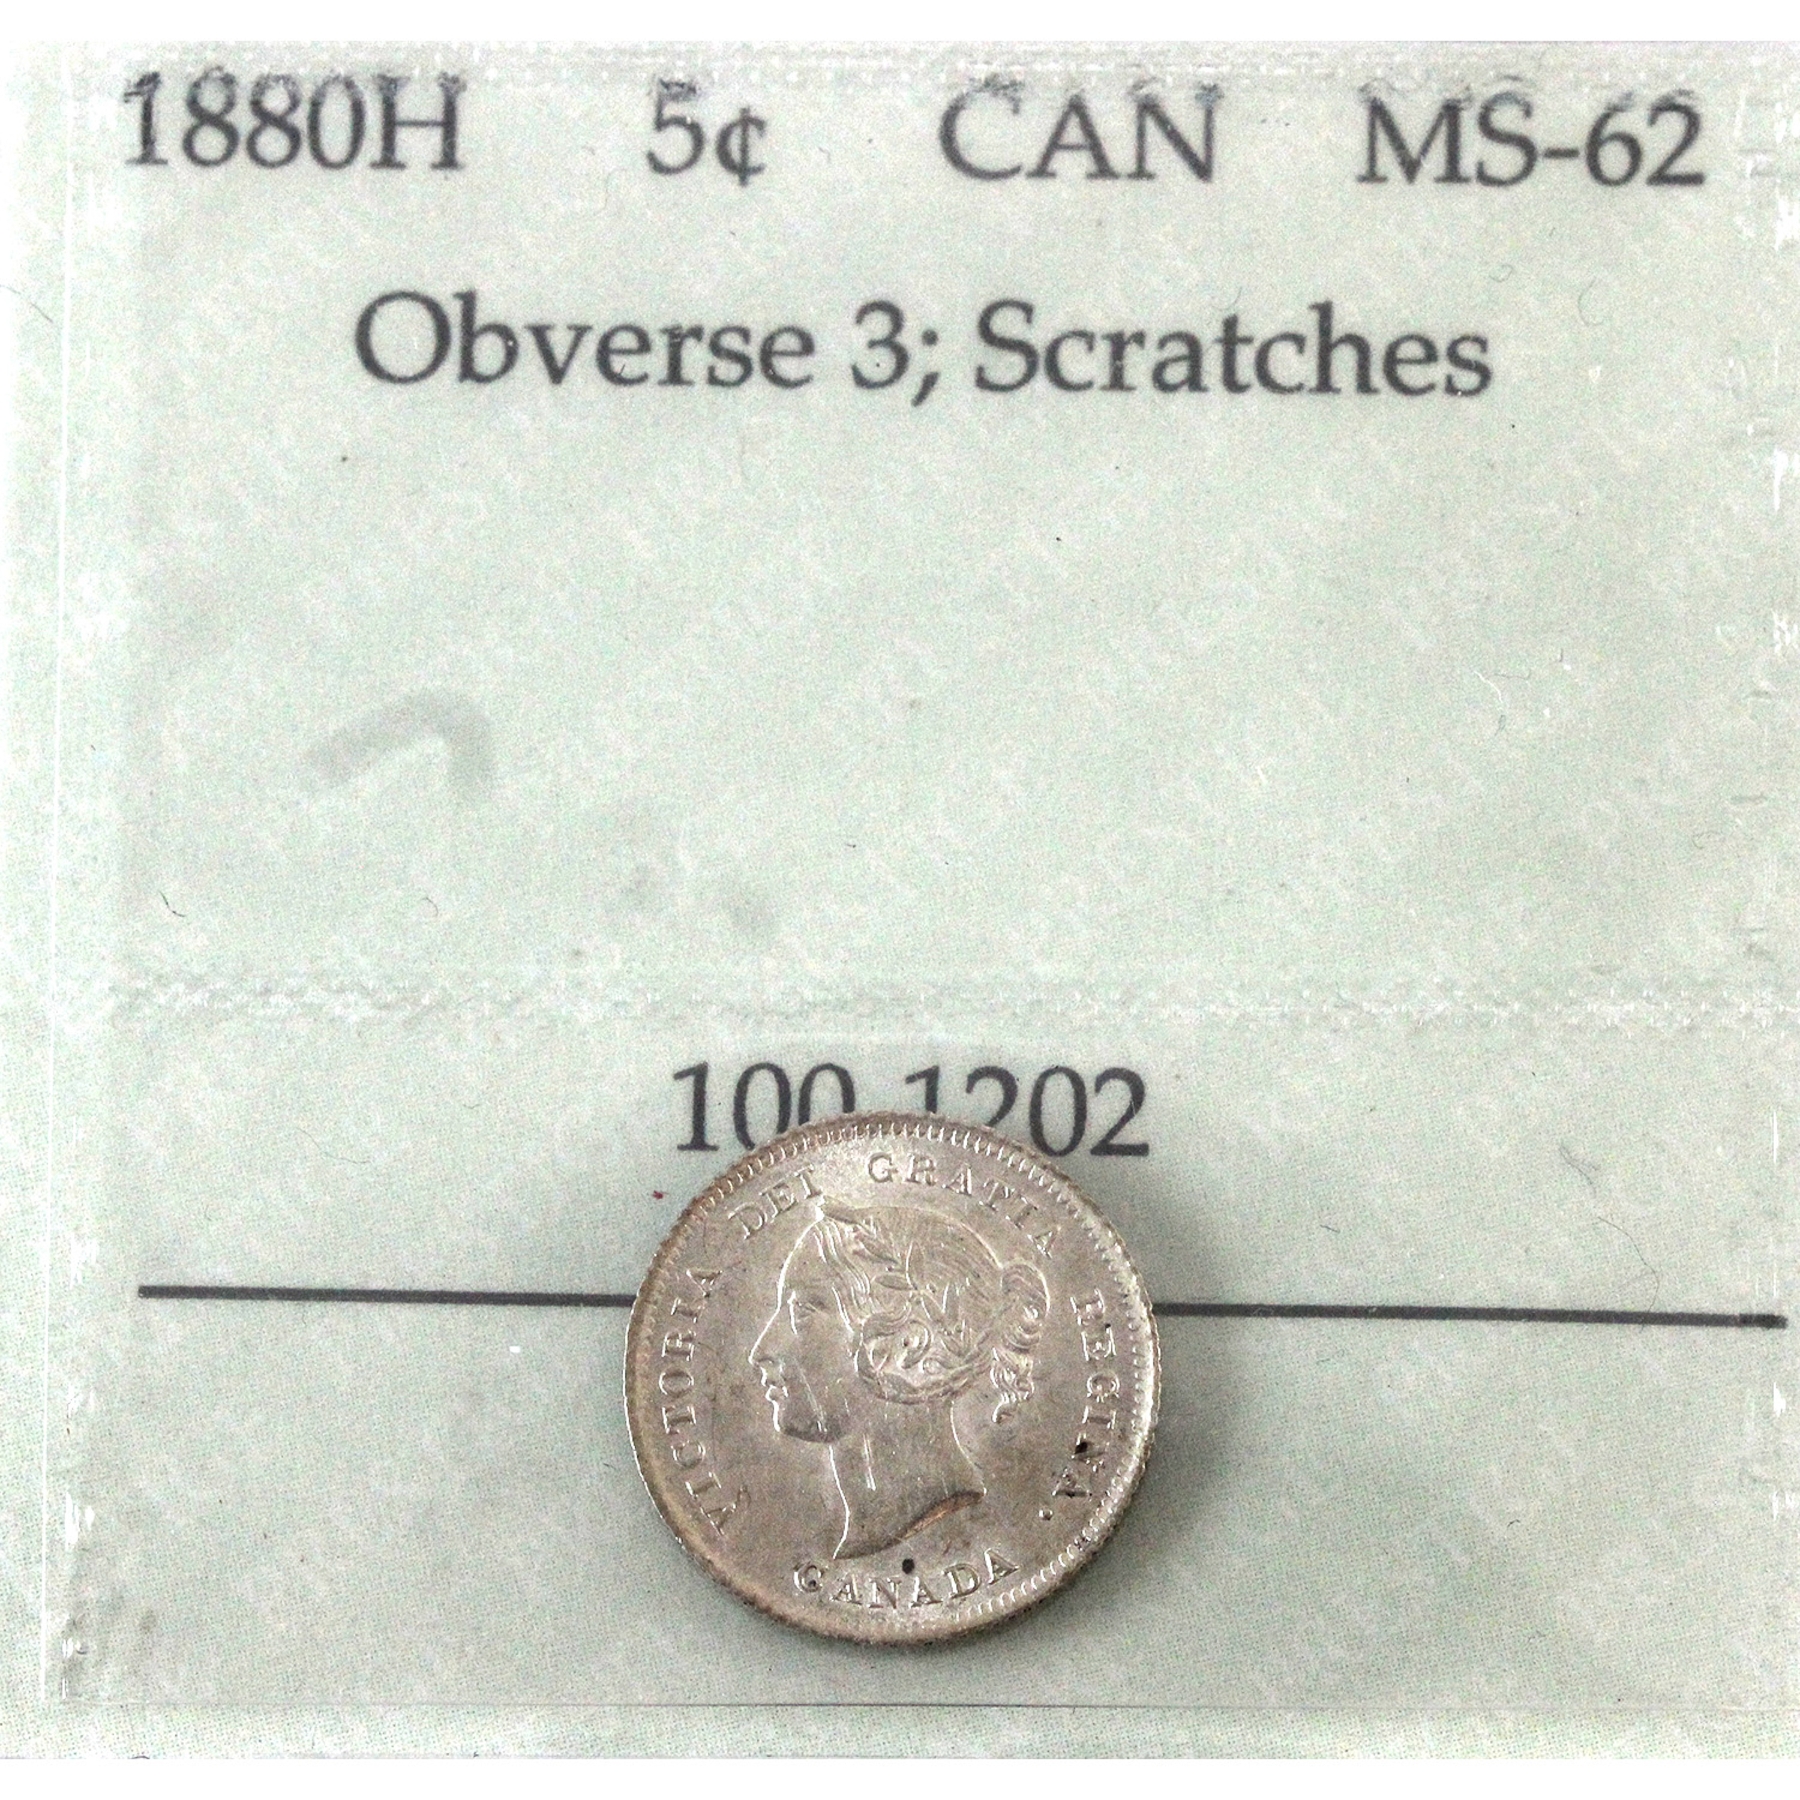 1880H 5¢ CAN MS-62
Obverse 3; Scratches
100 1202
VICTORIA DEI GRATIA REGINA.
CANADA